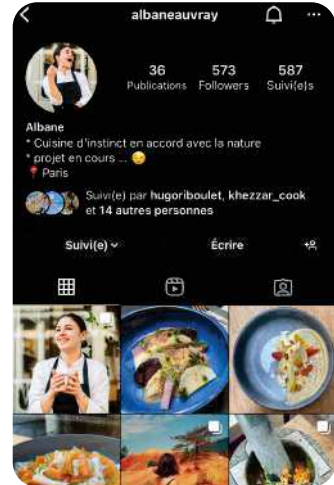 albaneauvray
36 573 587
Publications Followers Suivi(e)s
Albane
* Cuisine d'instinct en accord avec la nature
* projet en cours ... 😉
📍 Paris
Suivi(e) par hugoriboulet, khezzar_cook
et 14 autres personnes
Suivi(e) Écrire